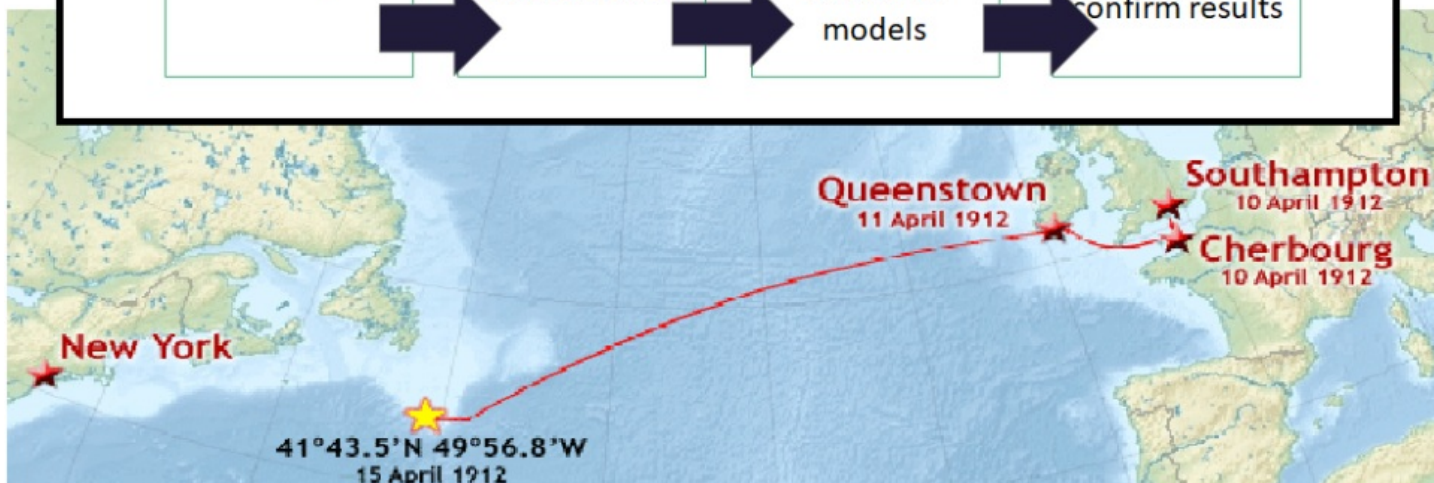 models
confirm results
Queenstown
11 April 1912
Southampton
10 April 1912
Cherbourg
10 April 1912
New York
41°43.5'N 49°56.8'W
15 April 1912